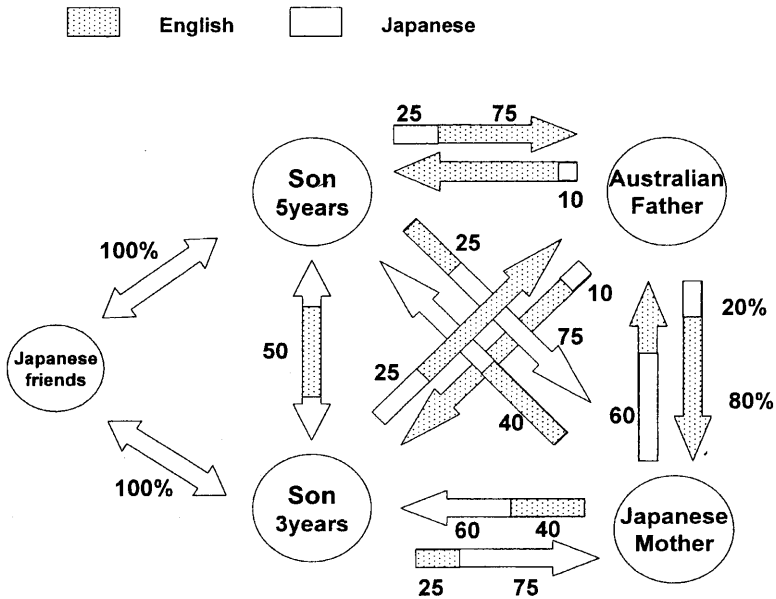 English Japanese
25 75
Son
5years
10
Australian
Father
100%
25
10
20%
Japanese
friends
50
75
25
60
80%
40
100%
Son
3years
60 40
Japanese
Mother
25 75